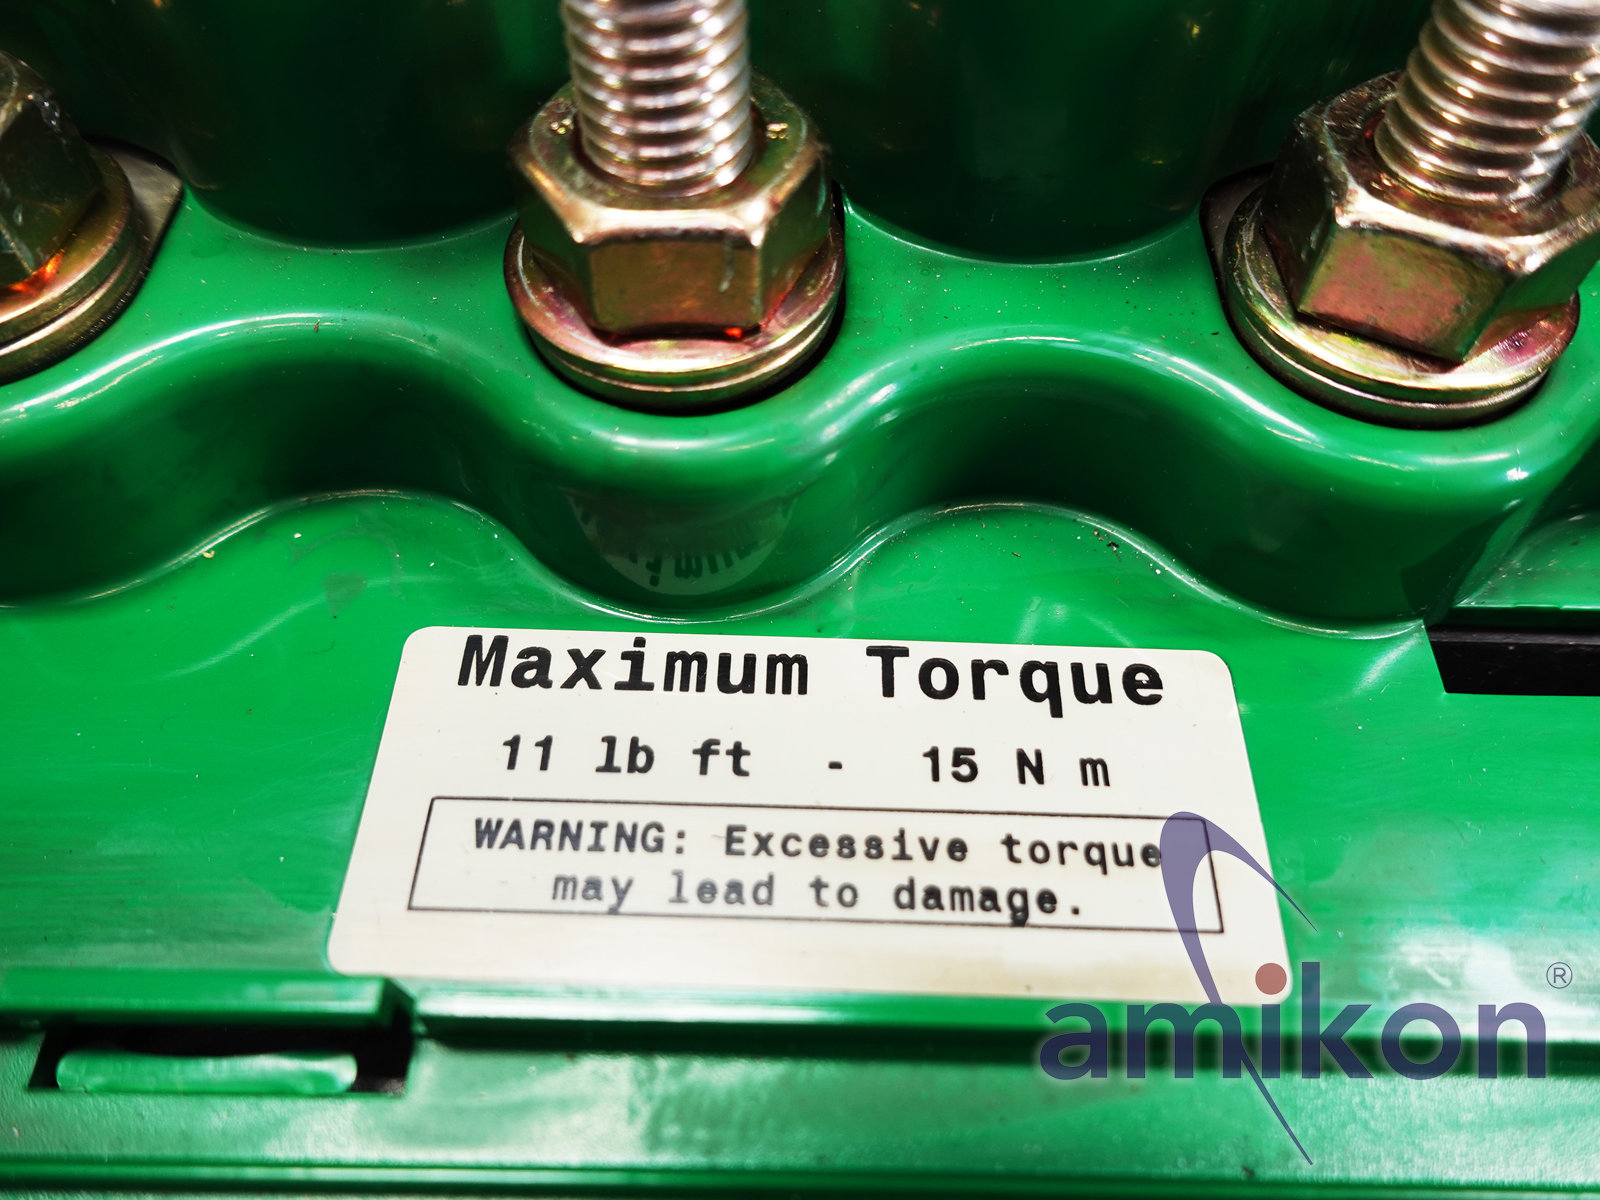 Maximum Torque
11 lb ft - 15 N m
WARNING: Excessive torque
may lead to damage.
amikon®